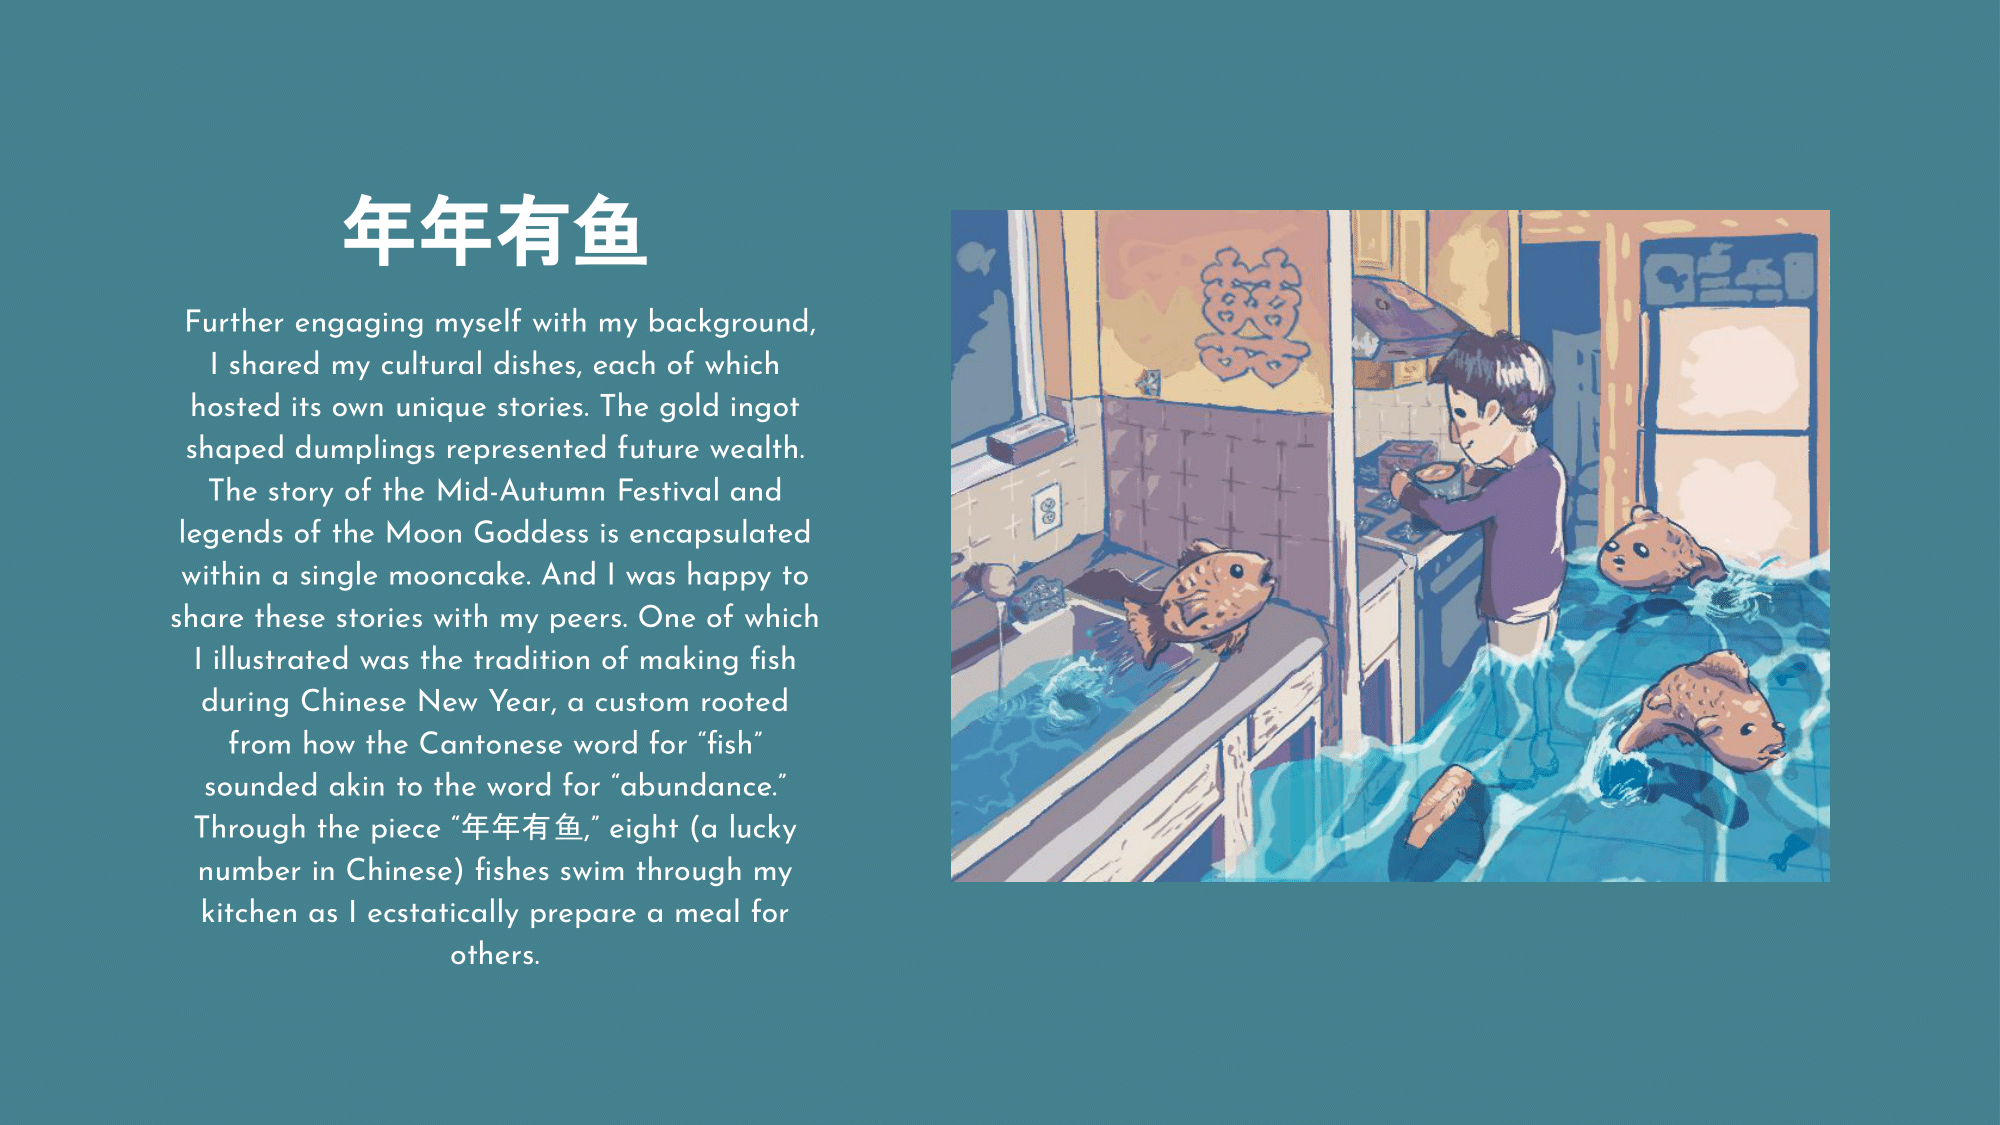 年年有鱼
Further engaging myself with my background,
I shared my cultural dishes, each of which
hosted its own unique stories. The gold ingot
shaped dumplings represented future wealth.
The story of the Mid-Autumn Festival and
legends of the Moon Goddess is encapsulated
within a single mooncake. And I was happy to
share these stories with my peers. One of which
I illustrated was the tradition of making fish
during Chinese New Year, a custom rooted
from how the Cantonese word for “fish”
sounded akin to the word for “abundance.”
Through the piece “年年有鱼,” eight (a lucky
number in Chinese) fishes swim through my
kitchen as I ecstatically prepare a meal for
others.
囍